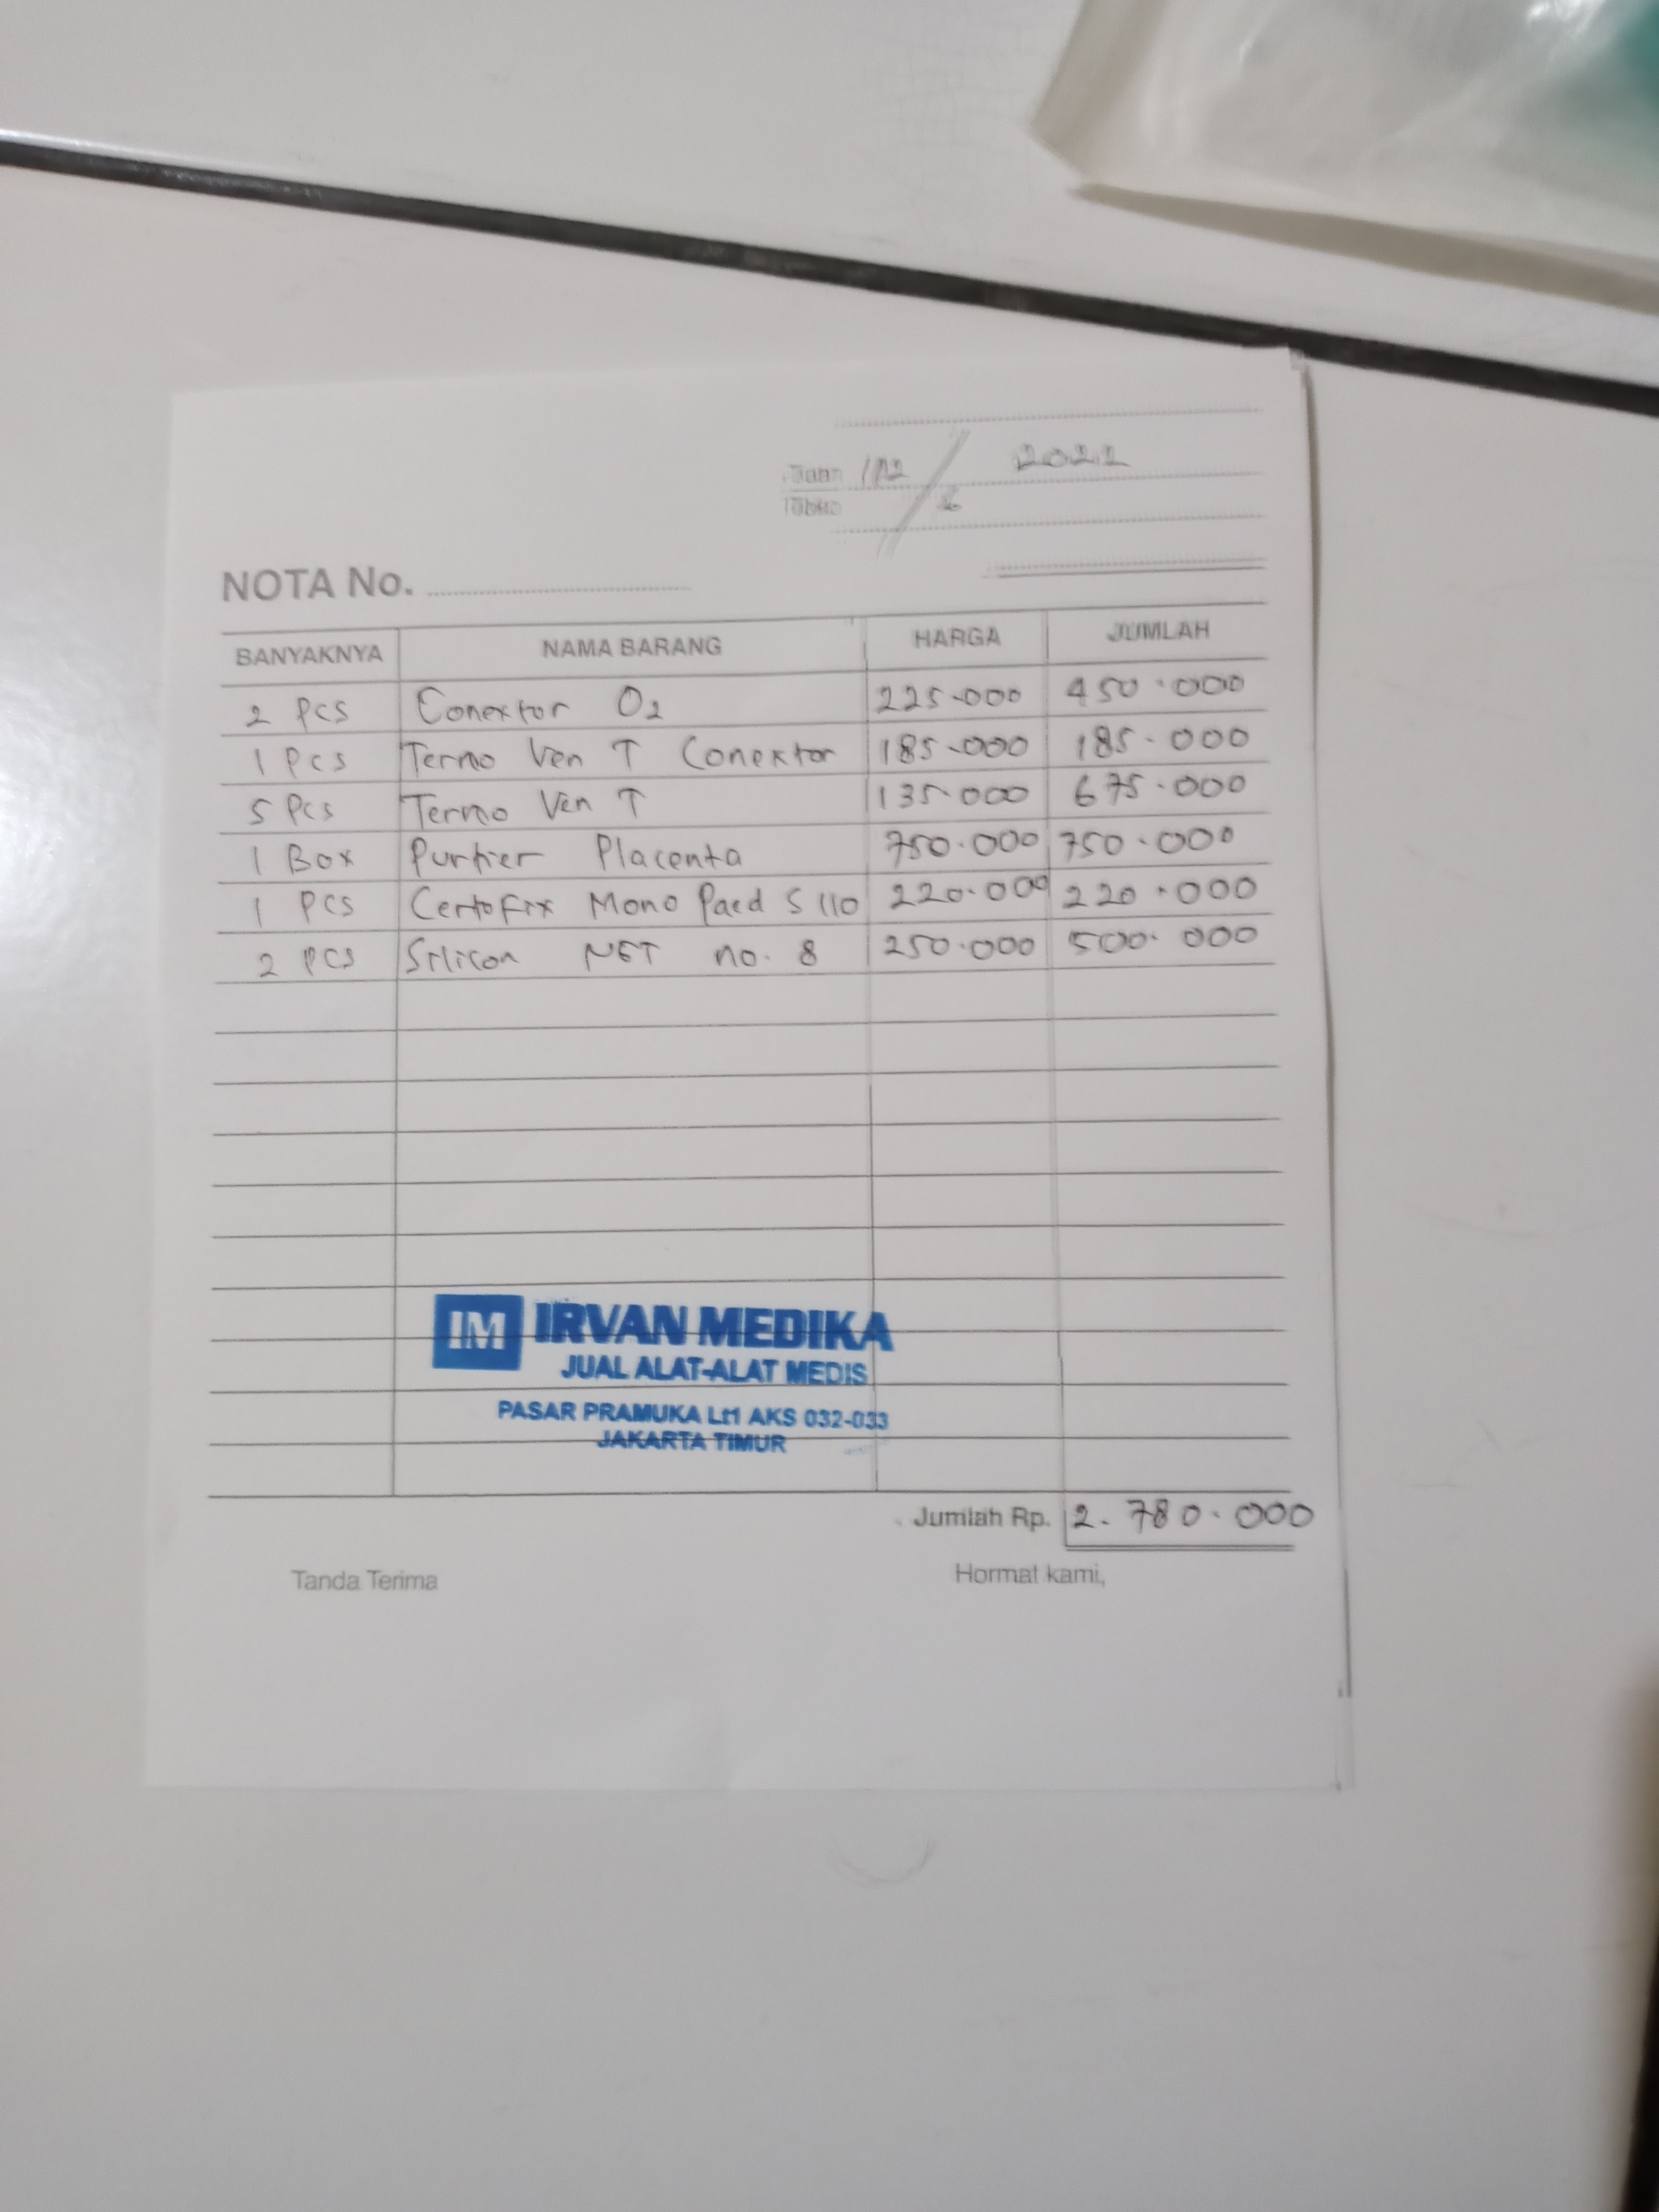 2022
Tuan
Toko
NOTA No.
BANYAKNYA NAMA BARANG HARGA JUMLAH
2 Pcs Conextor O2 225.000 450.000
1 Pcs Termo Ven T Conextor 185.000 185.000
5 Pcs Termo Ven T 135.000 675.000
1 Box Purtier Placenta 750.000 750.000
1 Pcs Certofix Mono Paed S 110 220.000 220.000
2 Pcs Silicon NGT no. 8 250.000 500.000
IM IRVAN MEDIKA
JUAL ALAT-ALAT MEDIS
PASAR PRAMUKA Lt1 AKS 032-033
JAKARTA TIMUR
Jumlah Rp. 2.780.000
Tanda Terima Hormat kami,